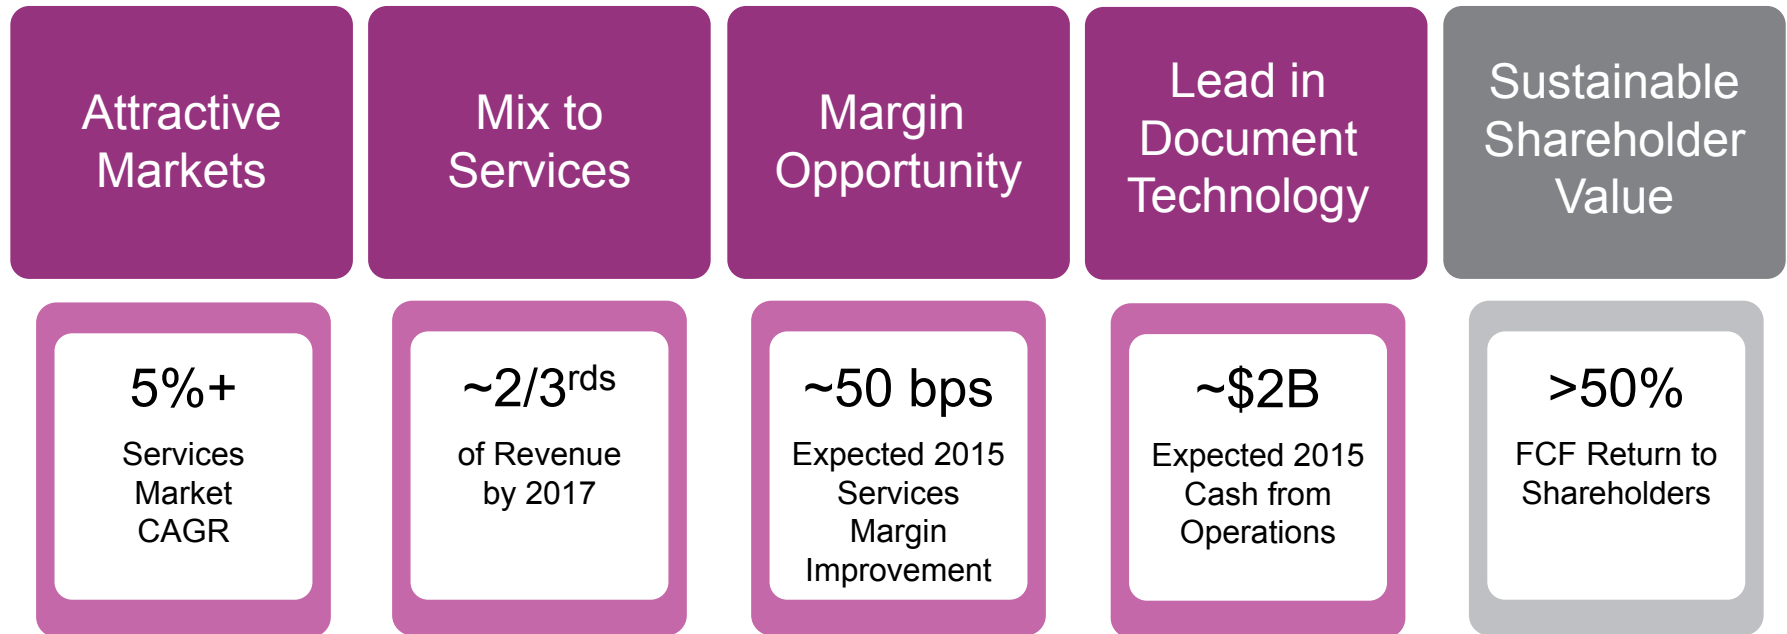 Attractive
Markets
Mix to
Services
Margin
Opportunity
Lead in
Document
Technology
Sustainable
Shareholder
Value
5%+
Services
Market
CAGR
~2/3rds
of Revenue
by 2017
~50 bps
Expected 2015
Services
Margin
Improvement
~$2B
Expected 2015
Cash from
Operations
>50%
FCF Return to
Shareholders